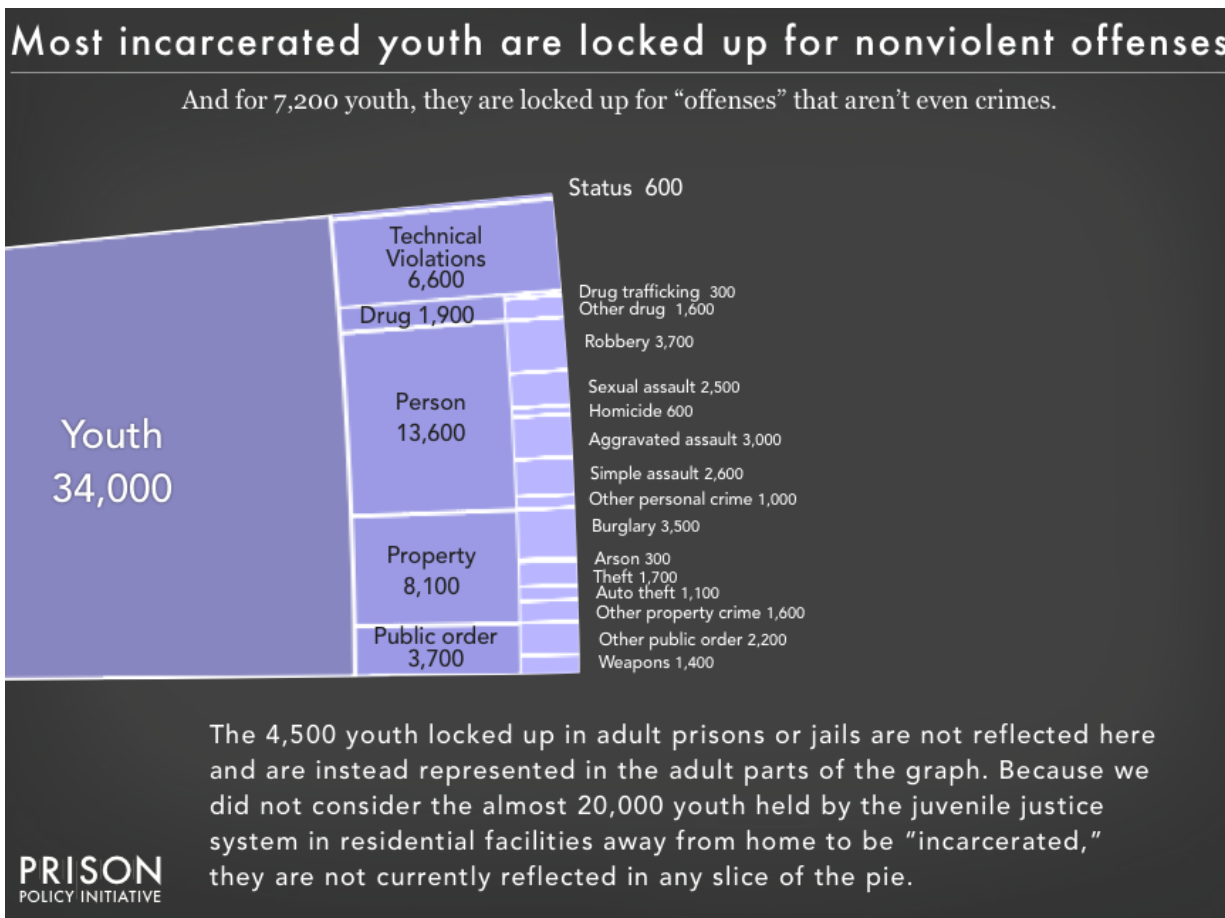 Most incarcerated youth are locked up for nonviolent offenses
And for 7,200 youth, they are locked up for “offenses” that aren’t even crimes.
Status 600
Technical
Violations
6,600
Drug trafficking 300
Other drug 1,600
Drug 1,900
Robbery 3,700
Sexual assault 2,500
Person
13,600
Homicide 600
Aggravated assault 3,000
Youth
34,000
Simple assault 2,600
Other personal crime 1,000
Burglary 3,500
Property
8,100
Arson 300
Theft 1,700
Auto theft 1,100
Other property crime 1,600
Public order
3,700
Other public order 2,200
Weapons 1,400
The 4,500 youth locked up in adult prisons or jails are not reflected here
and are instead represented in the adult parts of the graph. Because we
did not consider the almost 20,000 youth held by the juvenile justice
system in residential facilities away from home to be “incarcerated,”
they are not currently reflected in any slice of the pie.
PRISON
POLICY INITIATIVE